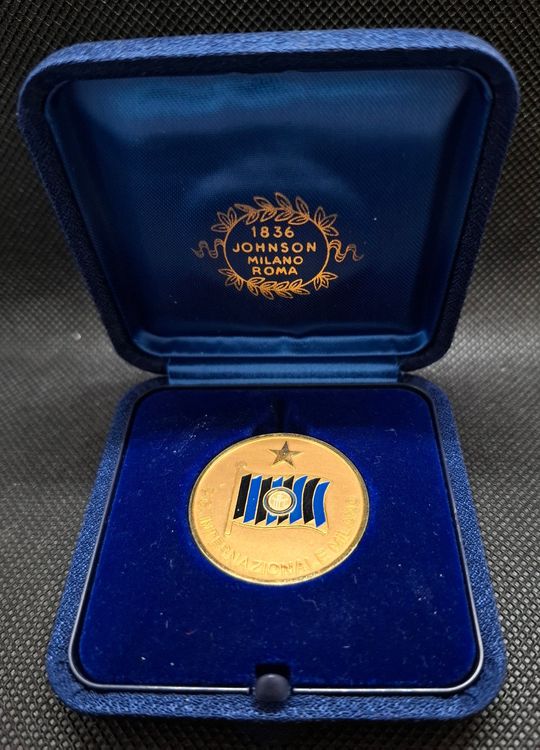 1836
JOHNSON
MILANO
ROMA
F.C. INTERNAZIONALE MILANO